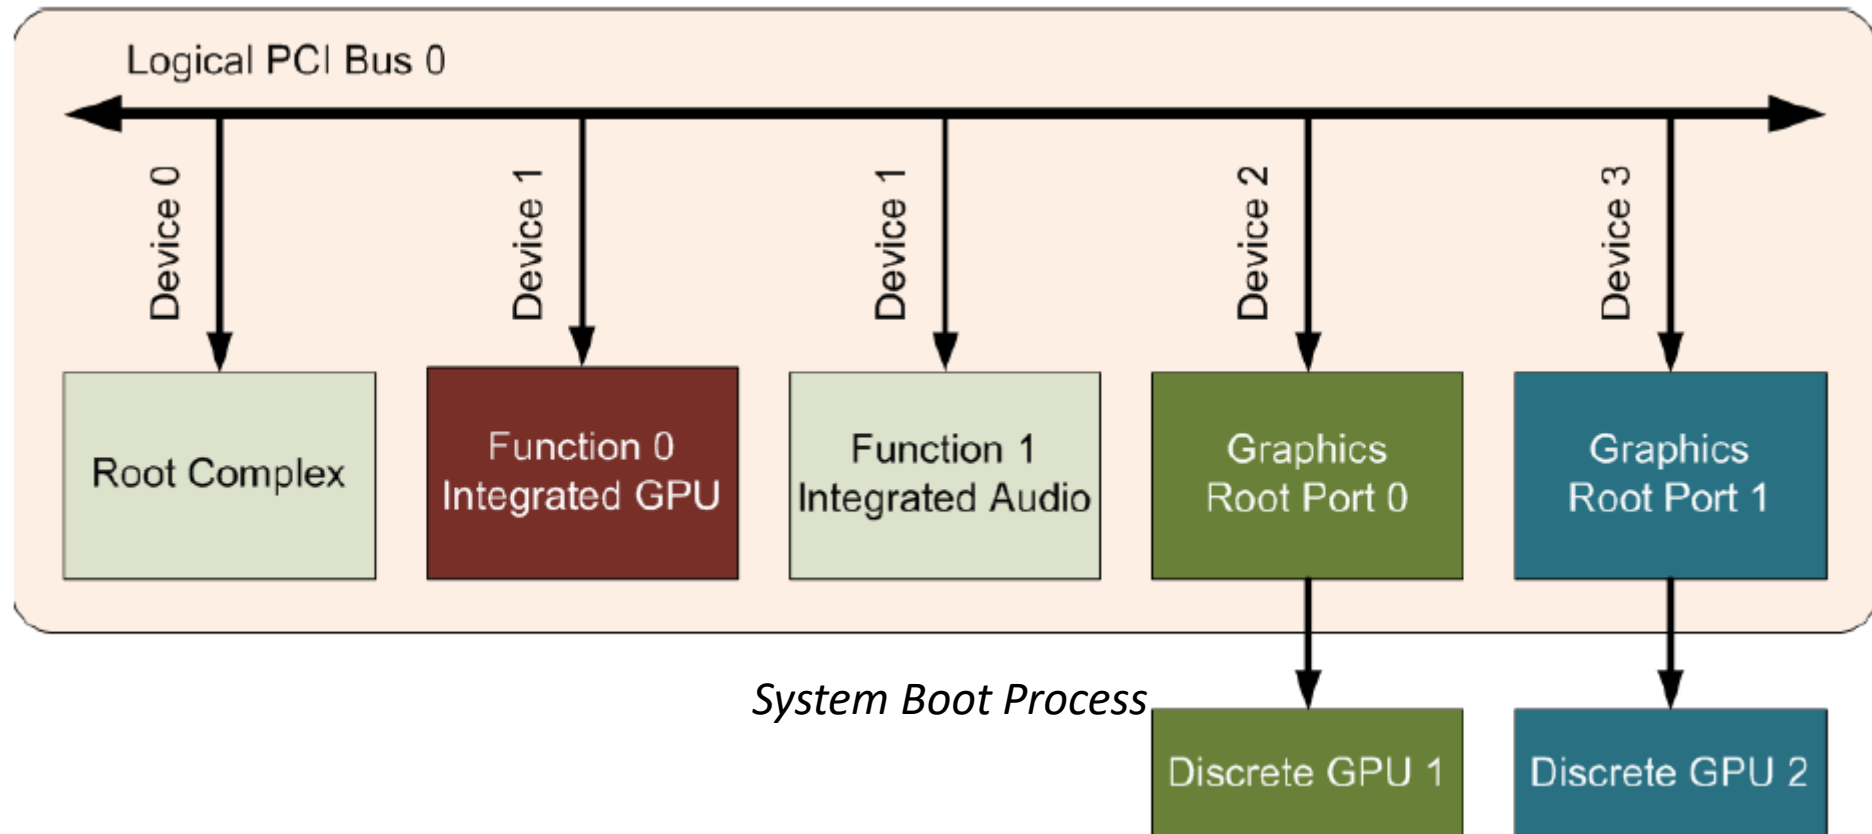 Logical PCI Bus 0
Device 0
Device 1
Device 1
Device 2
Device 3
Root Complex
Function 0
Integrated GPU
Function 1
Integrated Audio
Graphics
Root Port 0
Graphics
Root Port 1
System Boot Process
Discrete GPU 1
Discrete GPU 2